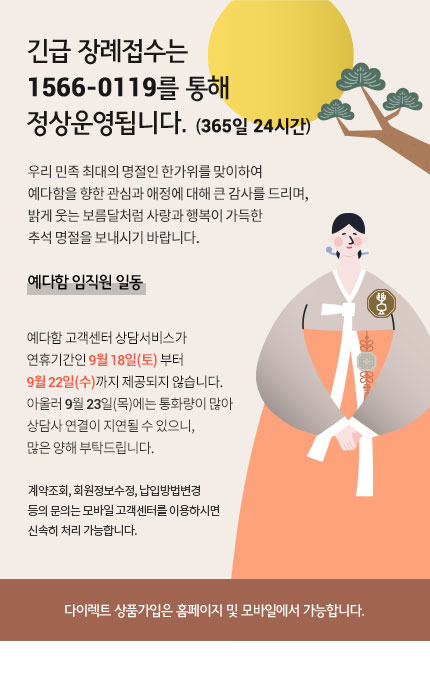 긴급 장례접수는
1566-0119를 통해
정상운영됩니다. (365일 24시간)
우리 민족 최대의 명절인 한가위를 맞이하여
예다함을 향한 관심과 애정에 대해 큰 감사를 드리며,
밝게 웃는 보름달처럼 사랑과 행복이 가득한
추석 명절을 보내시기 바랍니다.
예다함 임직원 일동
예다함 고객센터 상담서비스가
연휴기간인 9월 18일(토) 부터
9월 22일(수)까지 제공되지 않습니다.
아울러 9월 23일(목)에는 통화량이 많아
상담사 연결이 지연될 수 있으니,
많은 양해 부탁드립니다.
계약조회, 회원정보수정, 납입방법변경
등의 문의는 모바일 고객센터를 이용하시면
신속히 처리 가능합니다.
다이렉트 상품가입은 홈페이지 및 모바일에서 가능합니다.